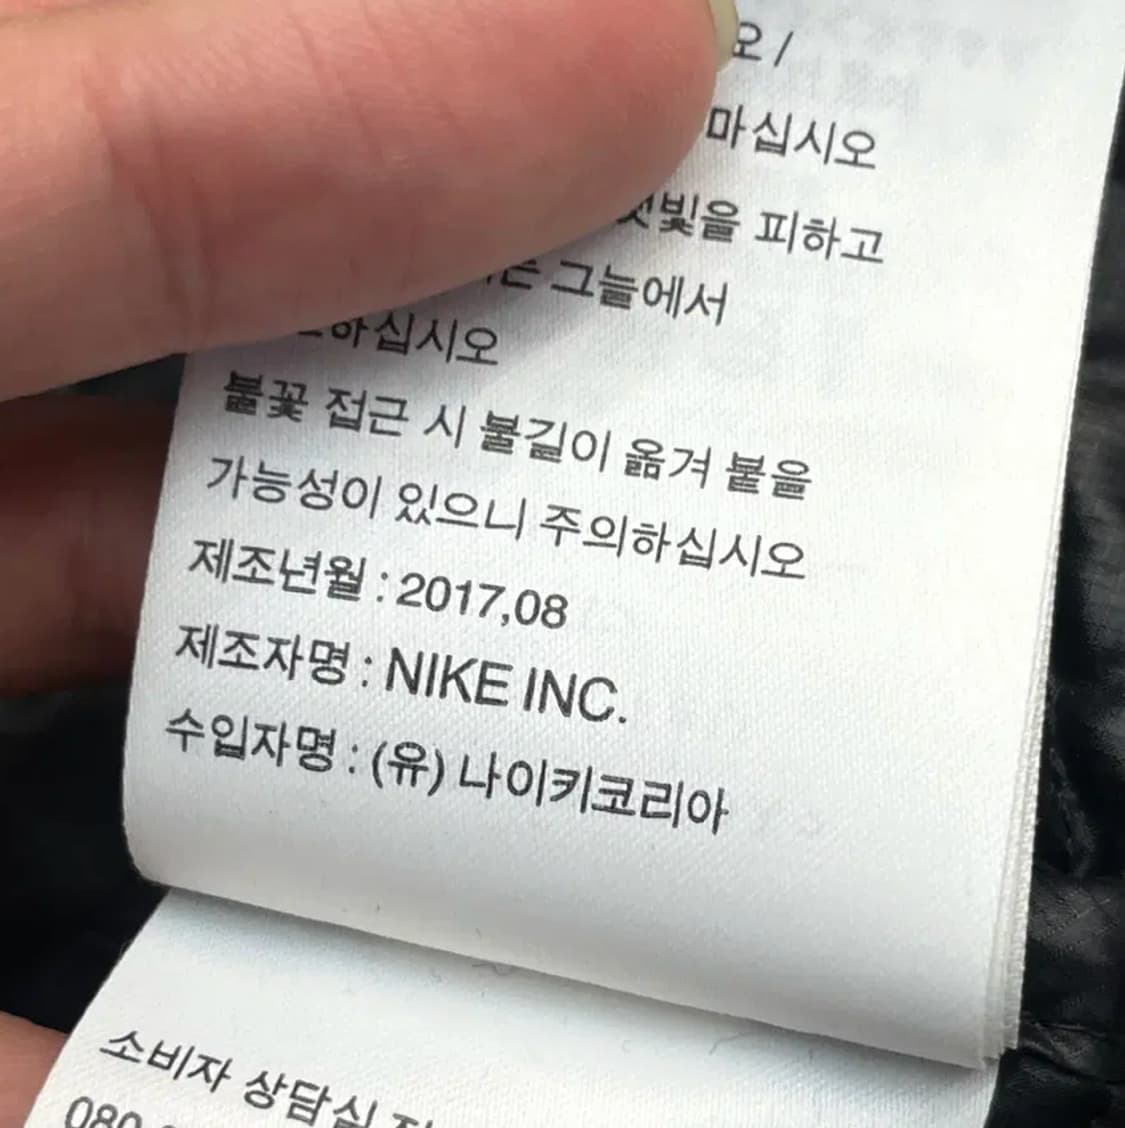 오 /
마십시오
햇빛을 피하고
그늘에서
하십시오
불꽃 접근 시 불길이 옮겨 붙을
가능성이 있으니 주의하십시오
제조년월 : 2017,08
제조자명 : NIKE INC.
수입자명 : (유) 나이키코리아
소비자 상담실
080